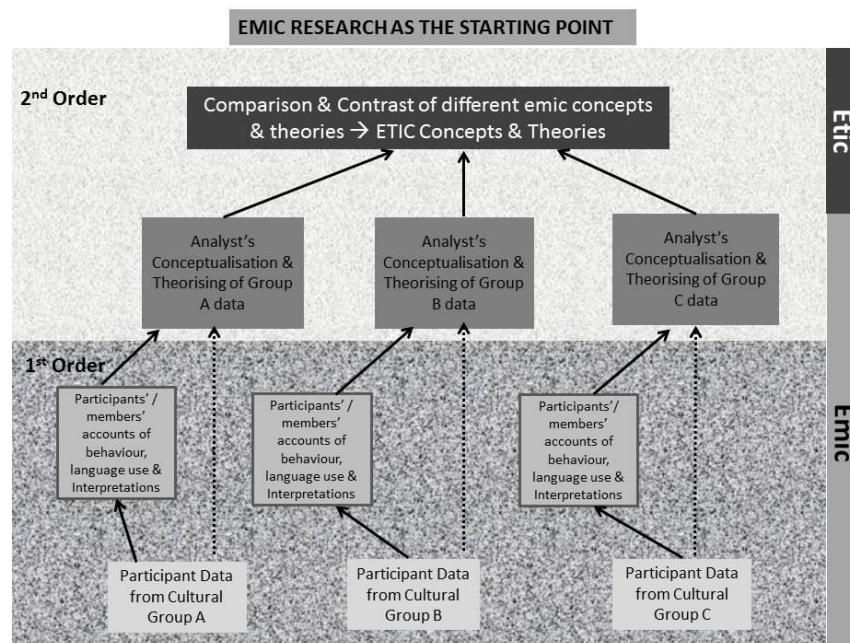 EMIC RESEARCH AS THE STARTING POINT
2nd Order
Comparison & Contrast of different emic concepts
& theories → ETIC Concepts & Theories
Etic
Analyst's
Conceptualisation &
Theorising of Group
A data
Analyst's
Conceptualisation &
Theorising of Group
B data
Analyst's
Conceptualisation &
Theorising of Group
C data
1st Order
Participants' /
members'
accounts of
behaviour,
language use &
Interpretations
Participants'/
members'
accounts of
behaviour,
language use &
Interpretations
Participants'/
members'
accounts of
behaviour,
language use &
Interpretations
Emic
Participant Data
from Cultural
Group A
Participant Data
from Cultural
Group B
Participant Data
from Cultural
Group C